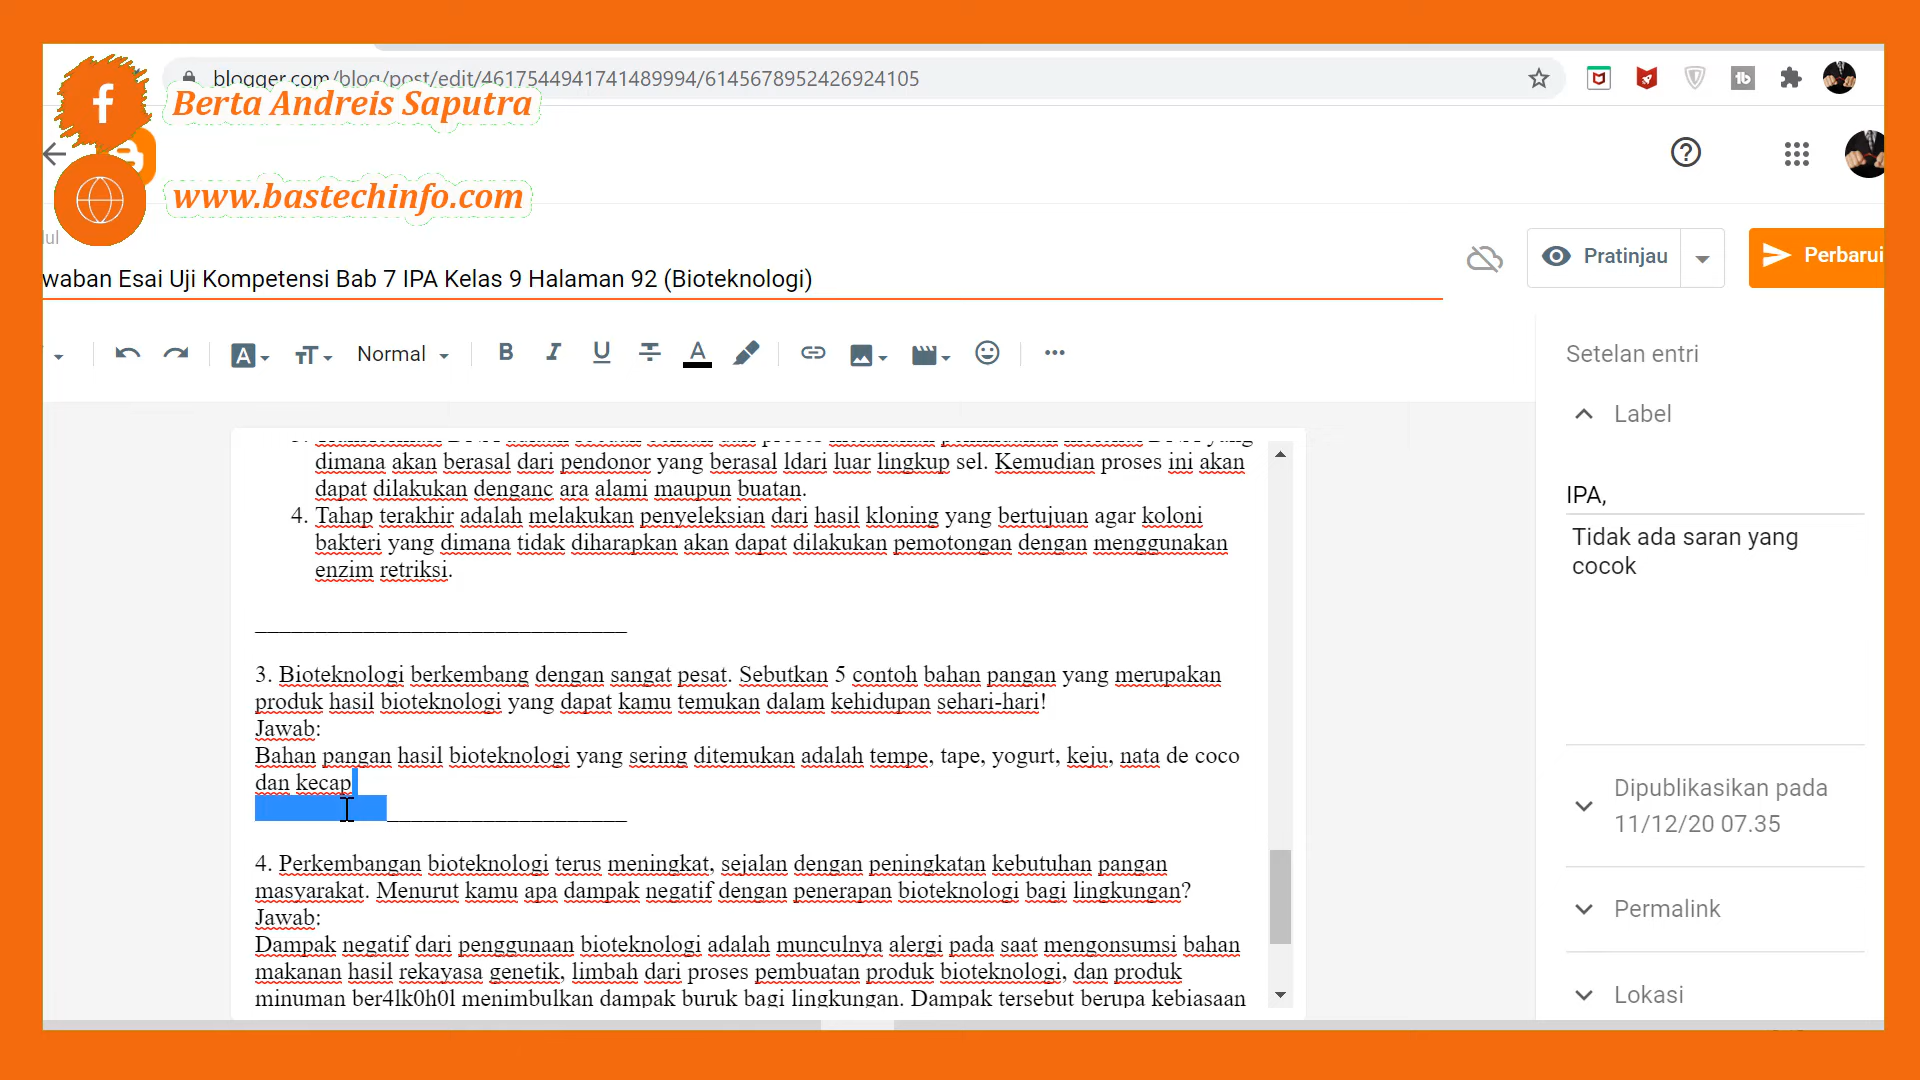 blogger.com/blog/post/edit/4617544941741489994/6145678952426924105
Berta Andreis Saputra
www.bastechinfo.com
ul
waban Esai Uji Kompetensi Bab 7 IPA Kelas 9 Halaman 92 (Bioteknologi)
Pratinjau
Perbarui
Normal
Setelan entri
Label
IPA,
Tidak ada saran yang
cocok
Dipublikasikan pada
11/12/20 07.35
Permalink
Lokasi
dimana akan berasal dari pendonor yang berasal ldari luar lingkup sel. Kemudian proses ini akan
dapat dilakukan denganc ara alami maupun buatan.
4. Tahap terakhir adalah melakukan penyeleksian dari hasil kloning yang bertujuan agar koloni
bakteri yang dimana tidak diharapkan akan dapat dilakukan pemotongan dengan menggunakan
enzim retriksi.
_______________________________
3. Bioteknologi berkembang dengan sangat pesat. Sebutkan 5 contoh bahan pangan yang merupakan
produk hasil bioteknologi yang dapat kamu temukan dalam kehidupan sehari-hari!
Jawab:
Bahan pangan hasil bioteknologi yang sering ditemukan adalah tempe, tape, yogurt, keju, nata de coco
dan kecap
_______________________________
4. Perkembangan bioteknologi terus meningkat, sejalan dengan peningkatan kebutuhan pangan
masyarakat. Menurut kamu apa dampak negatif dengan penerapan bioteknologi bagi lingkungan?
Jawab:
Dampak negatif dari penggunaan bioteknologi adalah munculnya alergi pada saat mengonsumsi bahan
makanan hasil rekayasa genetik, limbah dari proses pembuatan produk bioteknologi, dan produk
minuman ber4lk0h0l menimbulkan dampak buruk bagi lingkungan. Dampak tersebut berupa kebiasaan